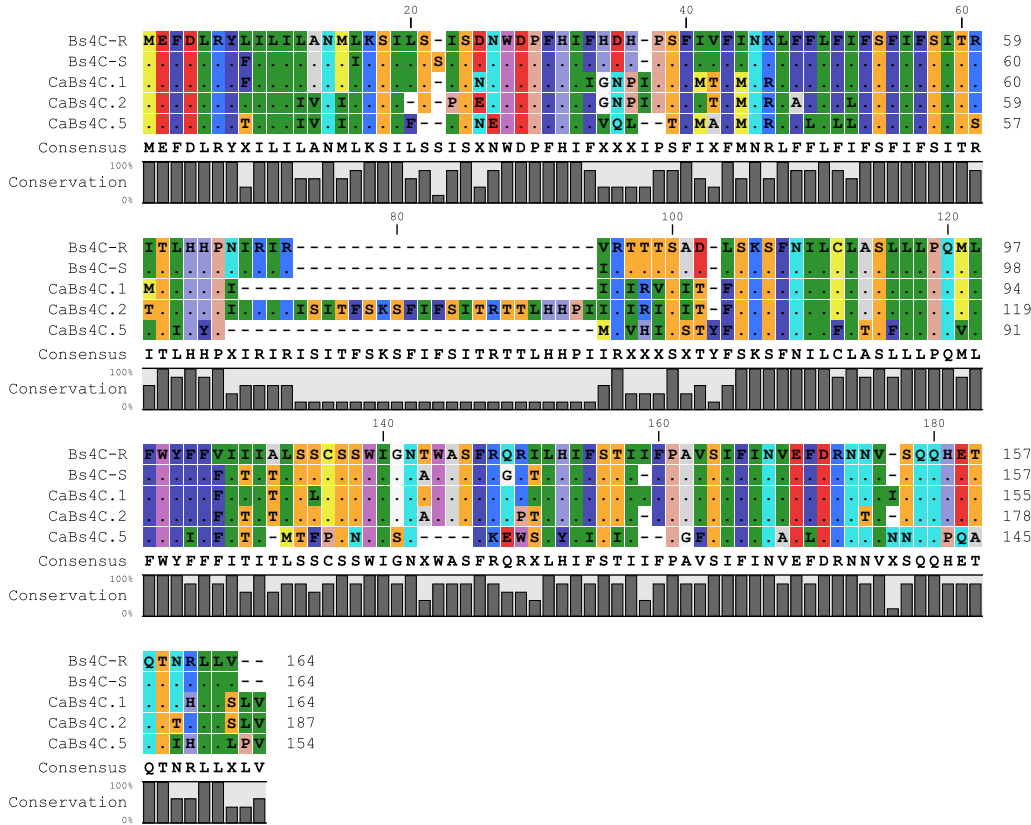 20 40 60
Bs4C-R MEFDLRYLILILANMLKSILS-ISDNWDPFHIFHDH-PSFIVFINKLFFLFIFSFIFSITR 59
Bs4C-S .......F.......I.....S..............-........................ 60
CaBs4C.1 .......F.............-..N.......IGNPI...MT.M.R............... 60
CaBs4C.2 ...........IV.I....-.-P.E........GNPI....T.M.R.A...L......... 59
CaBs4C.5 .......T...IV.I....F--..NE.......VQL--T.MA.M.R..L.LL........S 57
Consensus MEFDLRYXILILANMLKSILSSISXNWDPFHIFXXXIPSFIXFMNRLFFLFIFSFIFSITR
100%
Conservation
0%
80 100 120
Bs4C-R ITLHHPNIRIR----------------------VRTTTSAD-LSKSFNILCLASLLLPQML 97
Bs4C-S ...........----------------------I.......-................... 98
CaBs4C.1 M.....I--------------------------I.IRV.IT-F.................. 94
CaBs4C.2 T.....I....ISITFSKSFIFSITRTTLHHPII.IRI.IT-F.................. 119
CaBs4C.5 ..I.Y.---------------------------M.VHI.STYF.......F.T.F....V. 91
Consensus ITLHHPXIRIRISITFSKSFIFSITRTTLHHPIIRXXXSXTYFSKSFNILCLASLLLPQML
100%
Conservation
0%
140 160 180
Bs4C-R FWYFFVIIIALSSCSSWIGNTWASFRQRILHIFSTIIFPAVSIFINVEFDRNNV-SQQHET 157
Bs4C-S .....F.T.T..........A.....G.T.......-.................-...... 157
CaBs4C.1 .....F.T.T..L.........................................I...... 155
CaBs4C.2 .....F.T.T..........A......PT.......-...............T.-...... 178
CaBs4C.5 ...I.F.T.-MTFP.N..S.----.KEWS.Y.I.I.--.GF.....A.L....NN...PQA 145
Consensus FWYFFFITITLSSCSSWIGNXWASFRQRXLHIFSTIIFPAVSIFINVEFDRNNVXSQQHET
100%
Conservation
0%
Bs4C-R QTNRLLV-- 164
Bs4C-S .......-- 164
CaBs4C.1 ...H..SLV 164
CaBs4C.2 ..T...SLV 187
CaBs4C.5 ..IH..LPV 154
Consensus QTNRLLXLV
100%
Conservation
0%